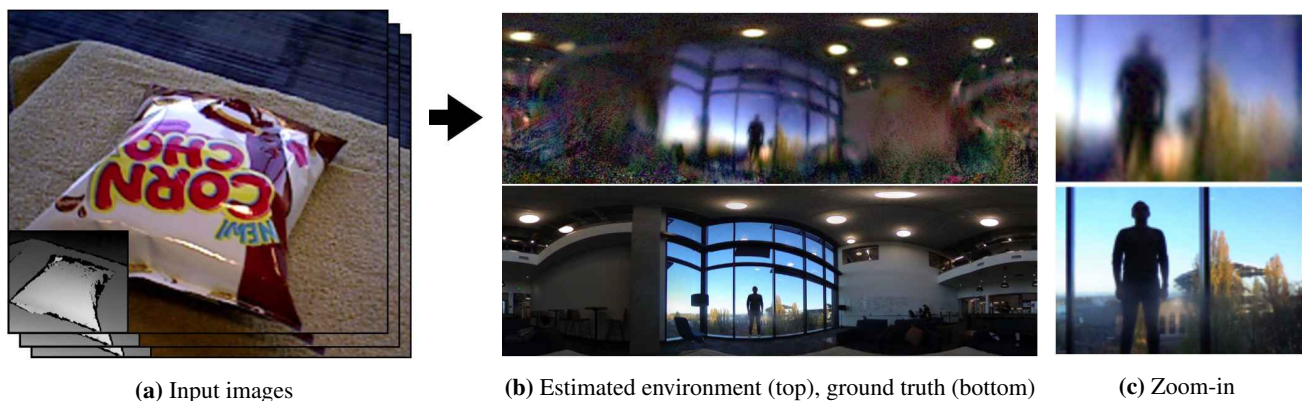 NEW!
CORN
CHO
(a) Input images
(b) Estimated environment (top), ground truth (bottom)
(c) Zoom-in